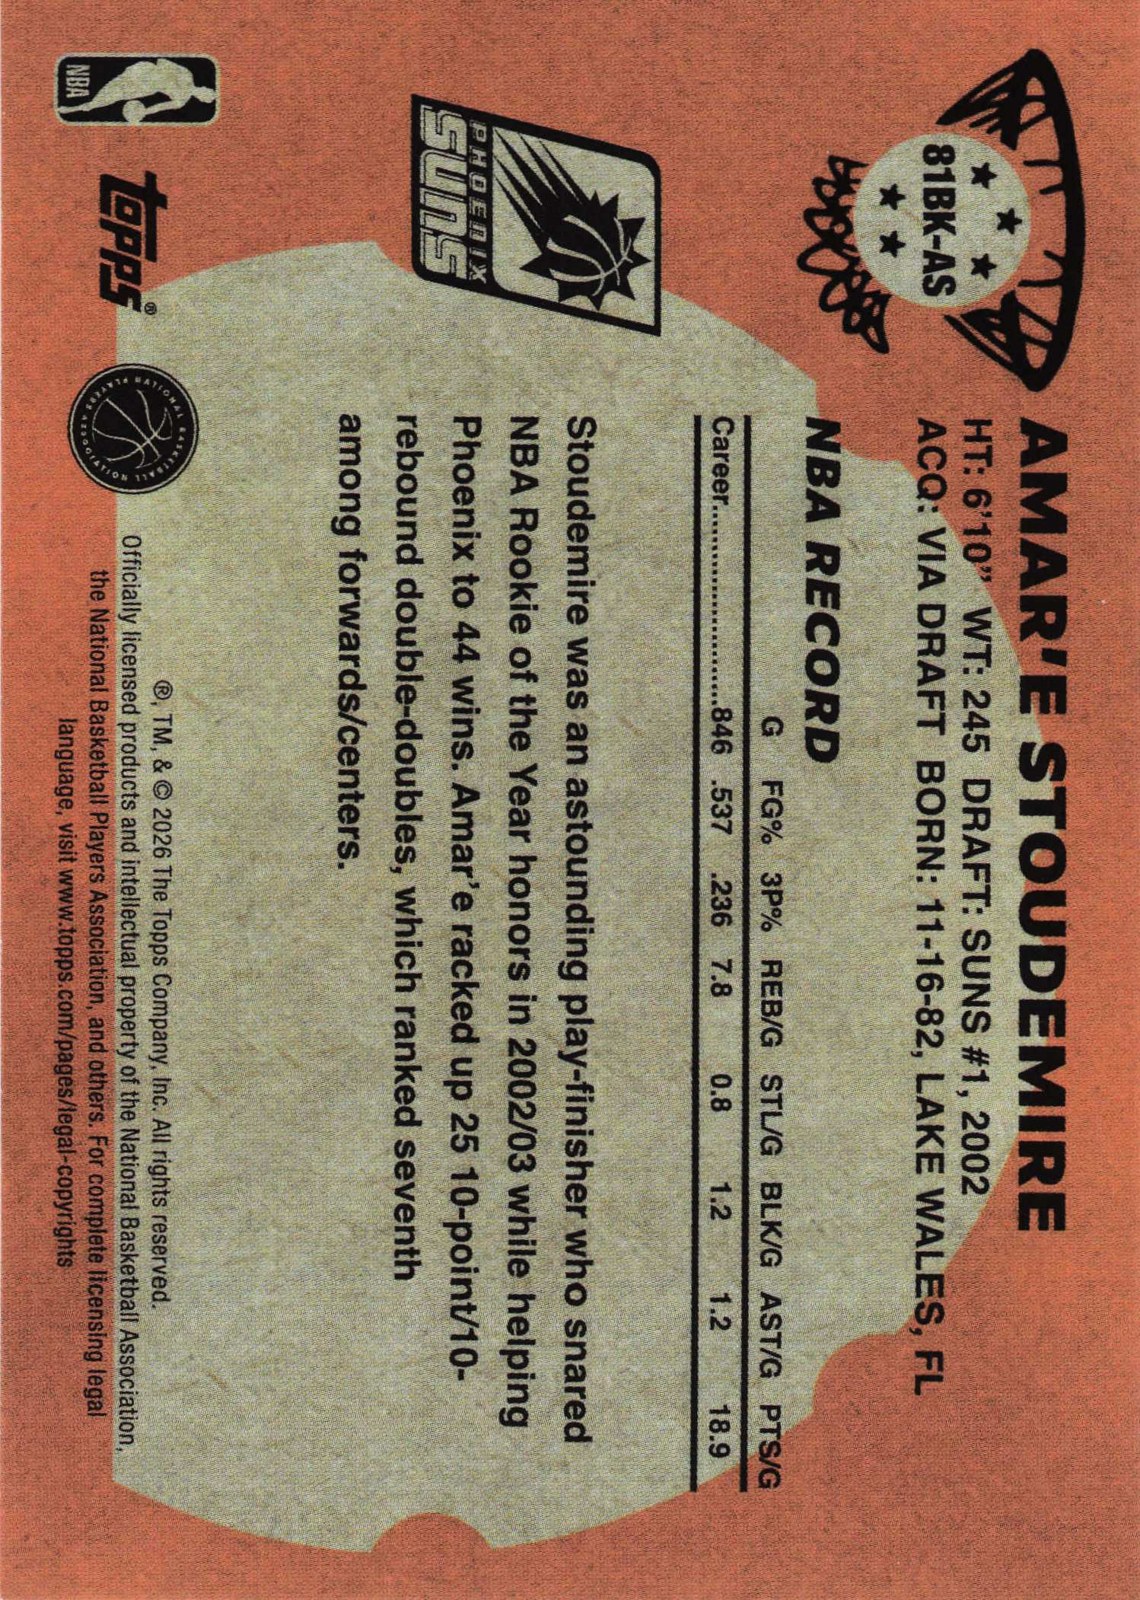 81BK-AS
AMAR'E STOUDEMIRE
HT: 6'10" WT: 245 DRAFT: SUNS #1, 2002
ACQ: VIA DRAFT BORN: 11-16-82, LAKE WALES, FL
NBA RECORD
G FG% 3P% REB/G STL/G BLK/G AST/G PTS/G
Career..........................846 .537 .236 7.8 0.8 1.2 1.2 18.9
PHOENIX
SUNS
Stoudemire was an astounding play-finisher who snared
NBA Rookie of the Year honors in 2002/03 while helping
Phoenix to 44 wins. Amar'e racked up 25 10-point/10-
rebound double-doubles, which ranked seventh
among forwards/centers.
NBA
Topps®
NATIONAL BASKETBALL PLAYERS ASSOCIATION
®, TM, & © 2026 The Topps Company, Inc. All rights reserved.
Officially licensed products and intellectual property of the National Basketball Association,
the National Basketball Players Association, and others. For complete licensing legal
language, visit www.topps.com/pages/legal-copyrights